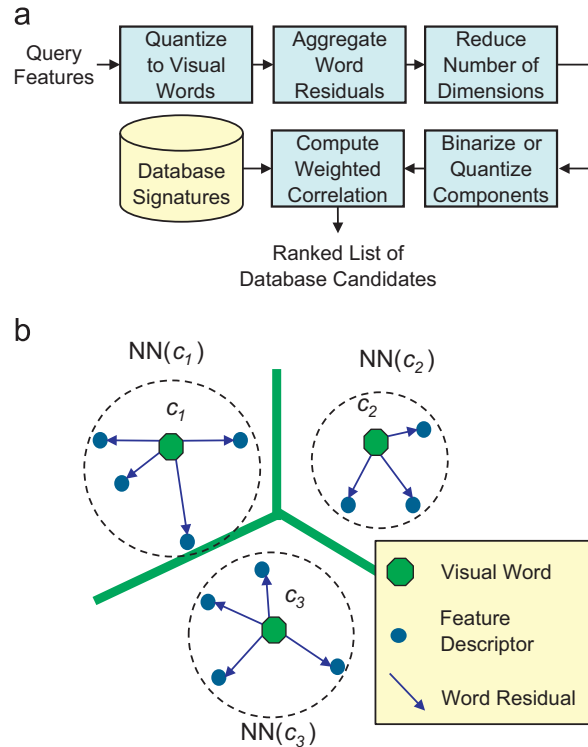 a
Query
Features
Quantize
to Visual
Words
Aggregate
Word
Residuals
Reduce
Number of
Dimensions
Database
Signatures
Compute
Weighted
Correlation
Binarize or
Quantize
Components
Ranked List of
Database Candidates
b
NN(c1)
NN(c2)
c1
c2
c3
NN(c3)
Visual Word
Feature
Descriptor
Word Residual